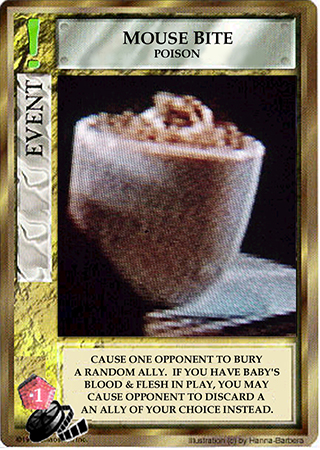 !
MOUSE BITE
POISON
EVENT
CAUSE ONE OPPONENT TO BURY
A RANDOM ALLY. IF YOU HAVE BABY'S
BLOOD & FLESH IN PLAY, YOU MAY
CAUSE OPPONENT TO DISCARD A
AN ALLY OF YOUR CHOICE INSTEAD.
-1
Inc.
Illustration (c) by Hanna-Barbera